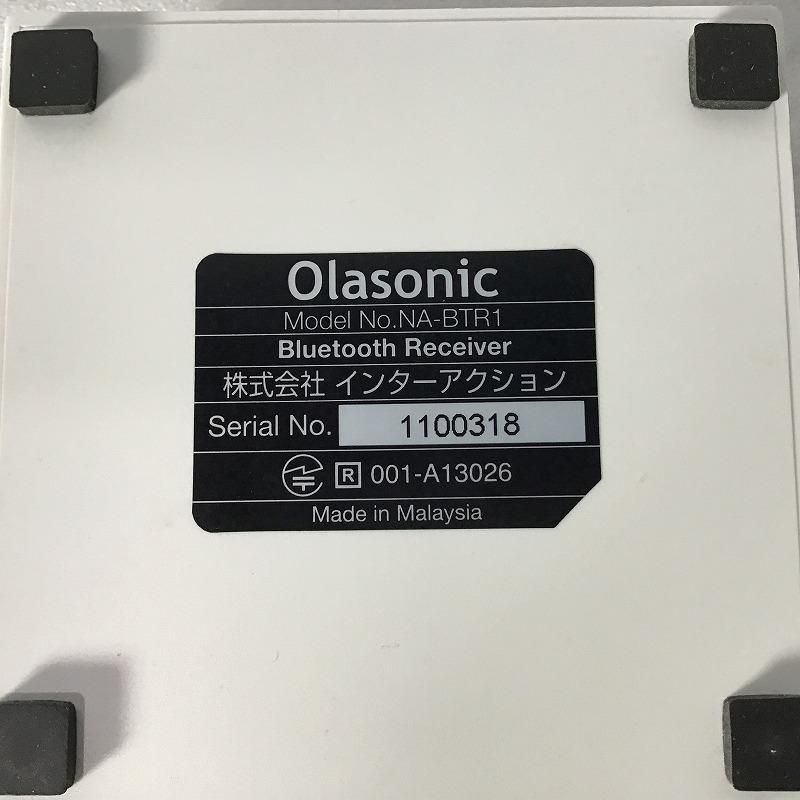 Olasonic
Model No.NA-BTR1
Bluetooth Receiver
株式会社 インターアクション
Serial No. 1100318
R 001-A13026
Made in Malaysia